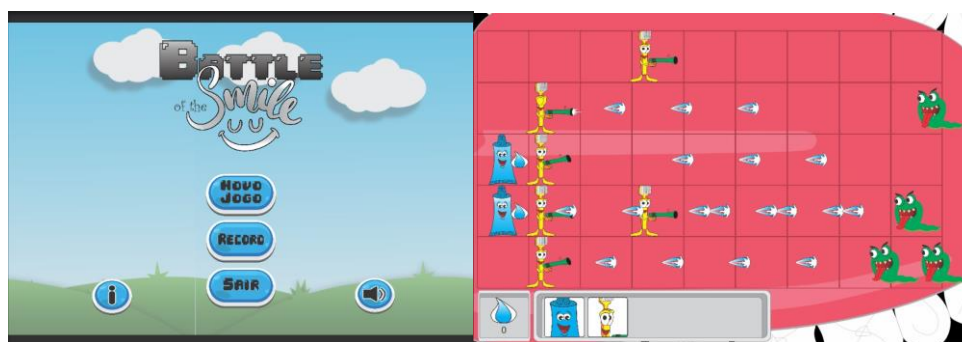 BATTLE
of the
Smile
NOVO
JOGO
RECORD
SAIR
i
0